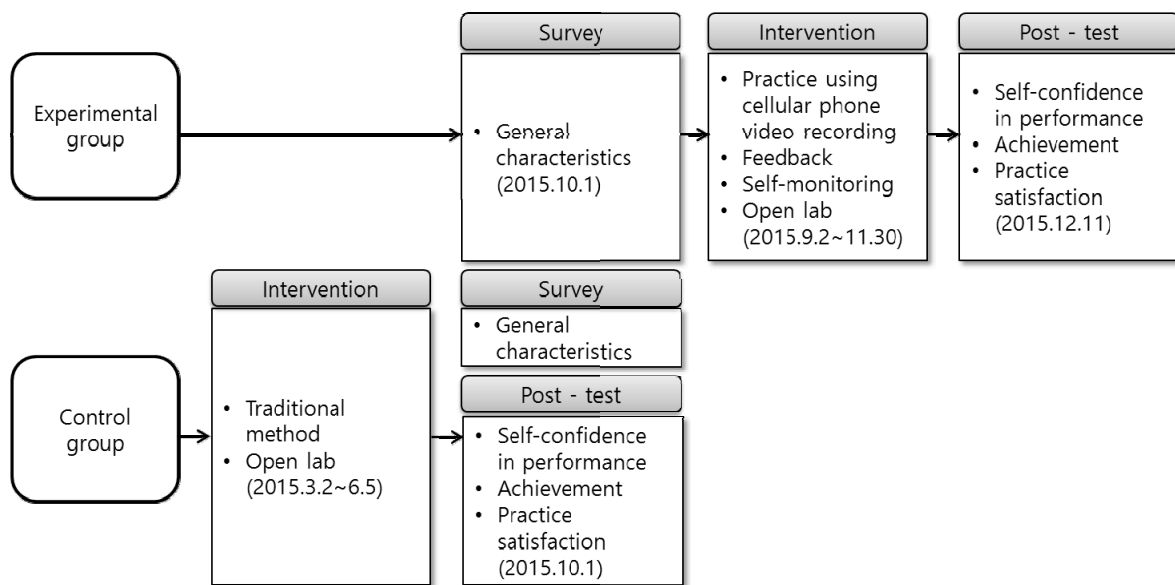 Experimental
group
Survey
• General
characteristics
(2015.10.1)
Intervention
• Practice using
cellular phone
video recording
• Feedback
• Self-monitoring
• Open lab
(2015.9.2~11.30)
Post - test
• Self-confidence
in performance
• Achievement
• Practice
satisfaction
(2015.12.11)
Control
group
Intervention
• Traditional
method
• Open lab
(2015.3.2~6.5)
Survey
• General
characteristics
Post - test
• Self-confidence
in performance
• Achievement
• Practice
satisfaction
(2015.10.1)